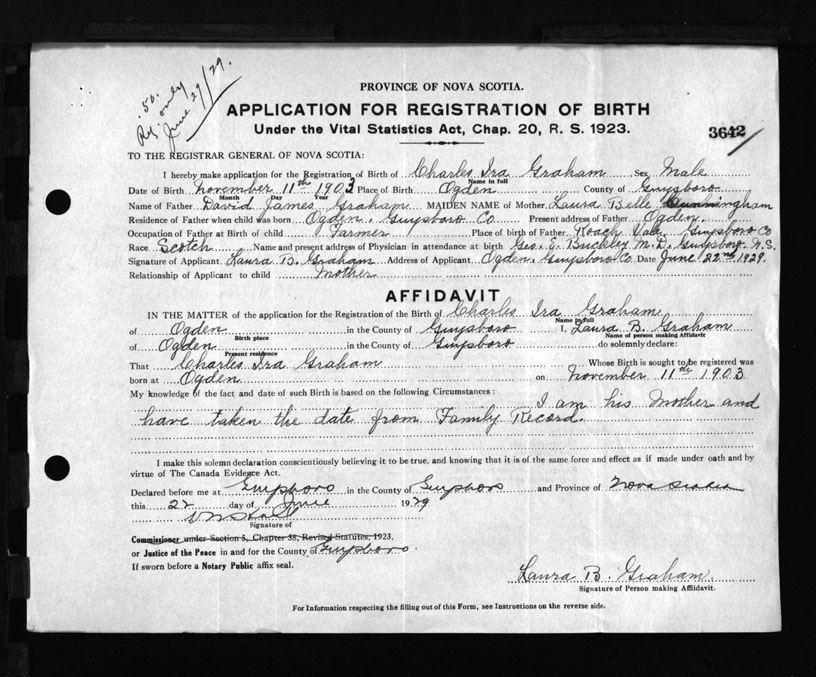 .50.
Reg. only
June 27/29.
PROVINCE OF NOVA SCOTIA.
APPLICATION FOR REGISTRATION OF BIRTH
Under the Vital Statistics Act, Chap. 20, R. S. 1923.
3642
TO THE REGISTRAR GENERAL OF NOVA SCOTIA:
I hereby make application for the Registration of Birth of Charles Ira Graham Sex Male
Name in full
Date of Birth November 11th 1903 Place of Birth Ogden County of Guysboro
Month Day Year
Name of Father David James Graham MAIDEN NAME of Mother Laura Belle Cunningham
Residence of Father when child was born Ogden, Guysboro Co Present address of Father Ogden.
Occupation of Father at Birth of child Farmer Place of birth of Father Roach Vale, Guysboro Co
Race Scotch Name and present address of Physician in attendance at birth Geo. E. Buckley M.D. Guysboro N.S.
Signature of Applicant Laura B. Graham Address of Applicant Ogden, Guysboro Co. Date June 22nd 1929.
Relationship of Applicant to child Mother
AFFIDAVIT
IN THE MATTER of the application for the Registration of the Birth of Charles Ira Graham
Name in full
of Ogden in the County of Guysboro I, Laura B. Graham
Birth place Name of person making Affidavit
of Ogden in the County of Guysboro do solemnly declare:
Present residence
That Charles Ira Graham Whose Birth is sought to be registered was
born at Ogden on November 11th 1903
My knowledge of the fact and date of such Birth is based on the following Circumstances: I am his Mother and
have taken the date from Family Record.
I make this solemn declaration conscientiously believing it to be true, and knowing that it is of the same force and effect as if made under oath and by
virtue of The Canada Evidence Act.
Declared before me at Guysboro in the County of Guysboro and Province of Nova Scotia
this 22 day of June 1929
Signature of
Commissioner under Section 5, Chapter 38, Revised Statutes, 1923.
or Justice of the Peace in and for the County of Guysboro.
If sworn before a Notary Public affix seal.
Laura B. Graham
Signature of Person making Affidavit.
For Information respecting the filling out of this Form, see Instructions on the reverse side.